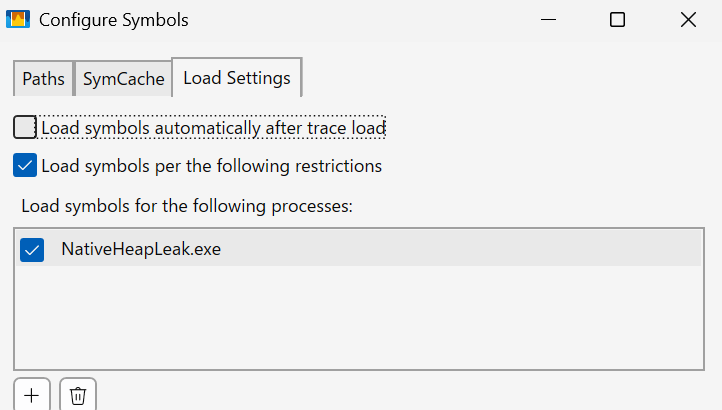 Configure Symbols
Paths SymCache Load Settings
Load symbols automatically after trace load
Load symbols per the following restrictions
Load symbols for the following processes:
NativeHeapLeak.exe